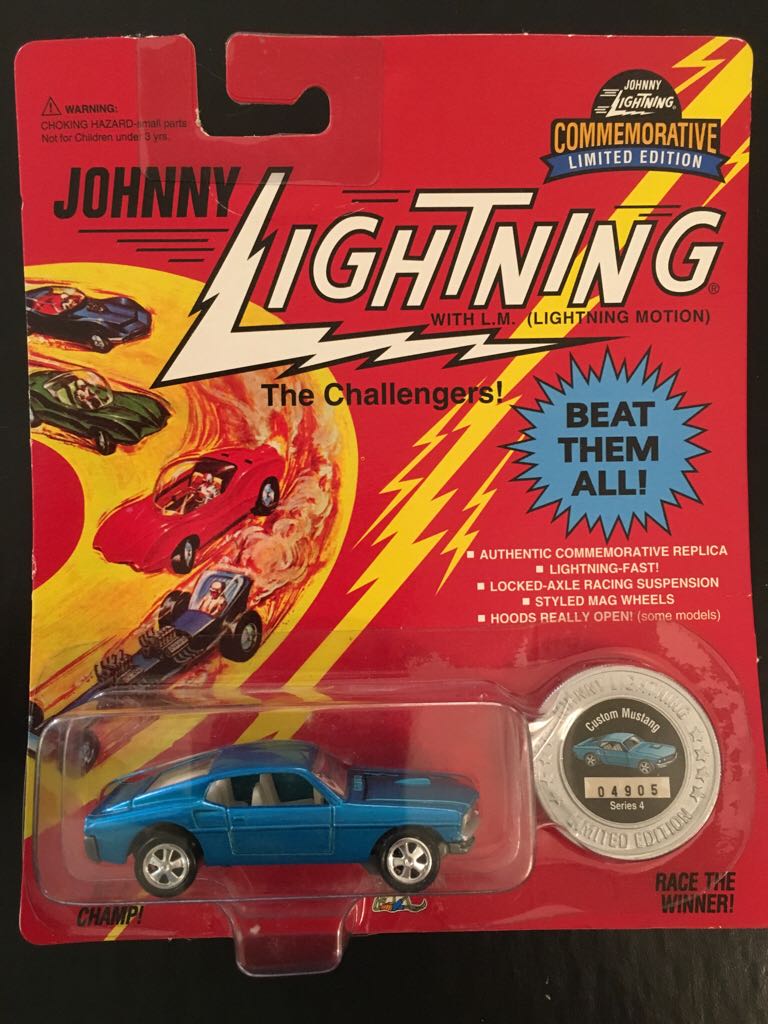 ⚠ WARNING:
CHOKING HAZARD-small parts
Not for Children under 3 yrs.
JOHNNY
LIGHTNING®
COMMEMORATIVE
LIMITED EDITION
JOHNNY
LIGHTNING®
WITH L.M. (LIGHTNING MOTION)
The Challengers!
BEAT
THEM
ALL!
■ AUTHENTIC COMMEMORATIVE REPLICA
■ LIGHTNING-FAST!
■ LOCKED-AXLE RACING SUSPENSION
■ STYLED MAG WHEELS
■ HOODS REALLY OPEN! (some models)
JOHNNY LIGHTNING
Custom Mustang
04905
Series 4
LIMITED EDITION
CHAMP!
RACE THE
WINNER!